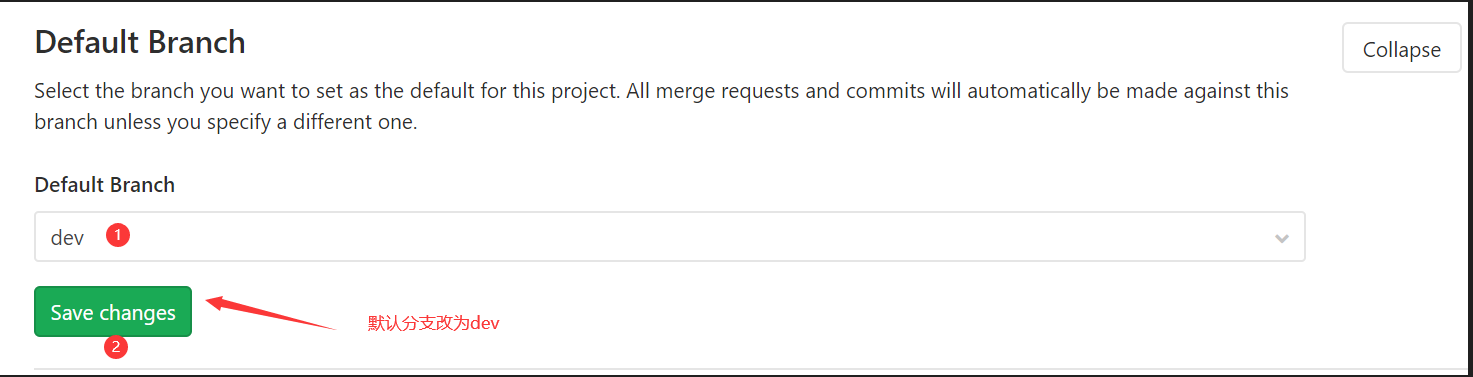 Default Branch
Collapse
Select the branch you want to set as the default for this project. All merge requests and commits will automatically be made against this
branch unless you specify a different one.
Default Branch
dev 1
Save changes
默认分支改为dev
2